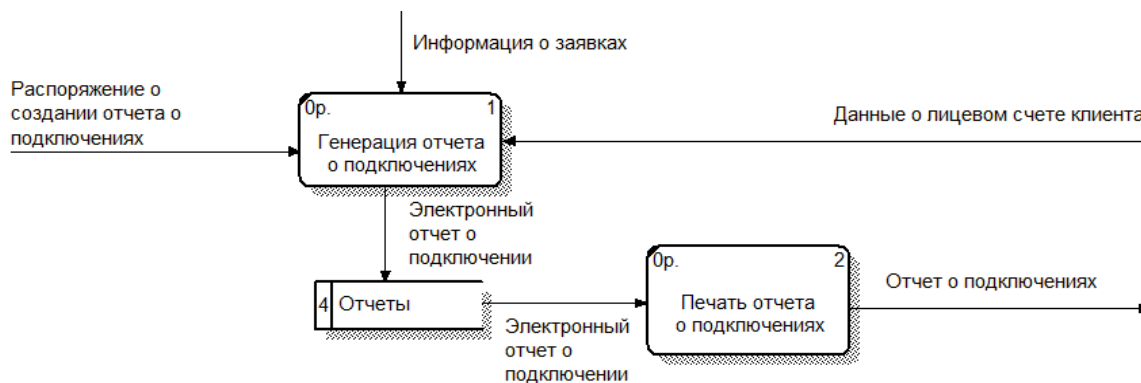 Информация о заявках
Распоряжение о
создании отчета о
подключениях
0р.
1
Генерация отчета
о подключениях
Данные о лицевом счете клиента
Электронный
отчет о
подключении
4
Отчеты
Электронный
отчет о
подключении
0р.
2
Печать отчета
о подключениях
Отчет о подключениях